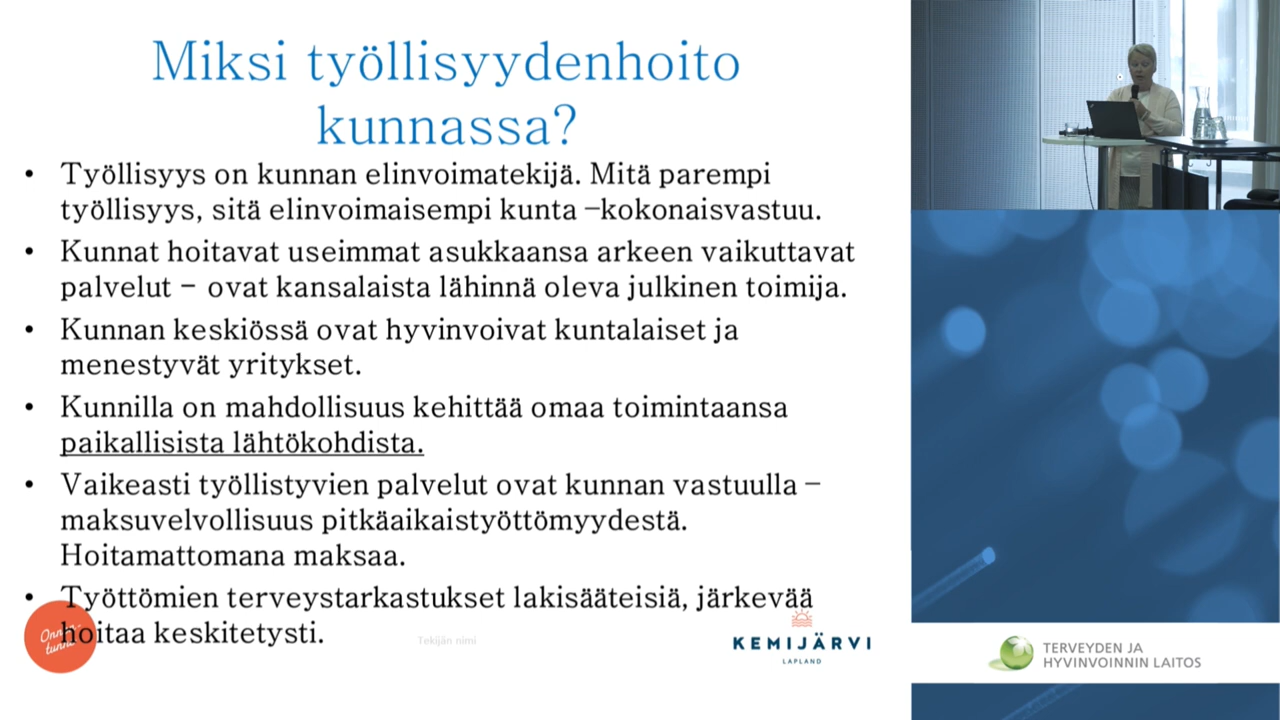 Miksi työllisyydenhoito
kunnassa?
• Työllisyys on kunnan elinvoimatekijä. Mitä parempi
työllisyys, sitä elinvoimaisempi kunta –kokonaisvastuu.
• Kunnat hoitavat useimmat asukkaansa arkeen vaikuttavat
palvelut – ovat kansalaista lähinnä oleva julkinen toimija.
• Kunnan keskiössä ovat hyvinvoivat kuntalaiset ja
menestyvät yritykset.
• Kunnilla on mahdollisuus kehittää omaa toimintaansa
paikallisista lähtökohdista.
• Vaikeasti työllistyvien palvelut ovat kunnan vastuulla –
maksuvelvollisuus pitkäaikaistyöttömyydestä.
Hoitamattomana maksaa.
• Työttömien terveystarkastukset lakisääteisiä, järkevää
hoitaa keskitetysti.
Tekijän nimi
KEMIJÄRVI
LAPLAND
TERVEYDEN JA
HYVINVOINNIN LAITOS